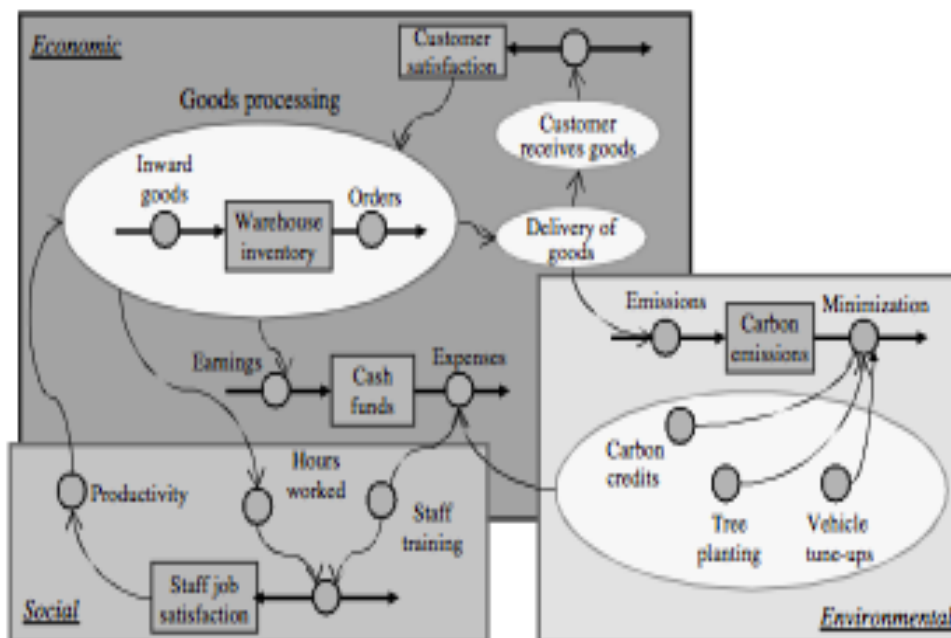 Economic
Customer
satisfaction
Goods processing
Customer
receives goods
Inward
goods
Orders
Warehouse
inventory
Delivery of
goods
Emissions
Minimization
Carbon
emissions
Earnings
Expenses
Cash
funds
Carbon
credits
Hours
worked
Productivity
Staff
training
Tree
planting
Vehicle
tune-ups
Staff job
satisfaction
Social
Environmental